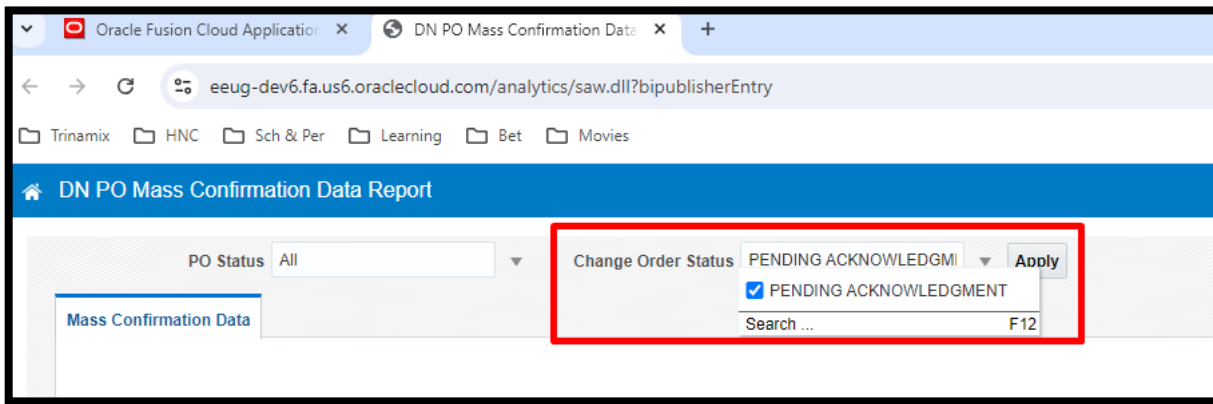 Oracle Fusion Cloud Application
DN PO Mass Confirmation Data
eeug-dev6.fa.us6.oraclecloud.com/analytics/saw.dll?bipublisherEntry
Trinamix HNC Sch & Per Learning Bet Movies
DN PO Mass Confirmation Data Report
PO Status All Change Order Status PENDING ACKNOWLEDGM Apply
PENDING ACKNOWLEDGMENT
Mass Confirmation Data
Search ... F12